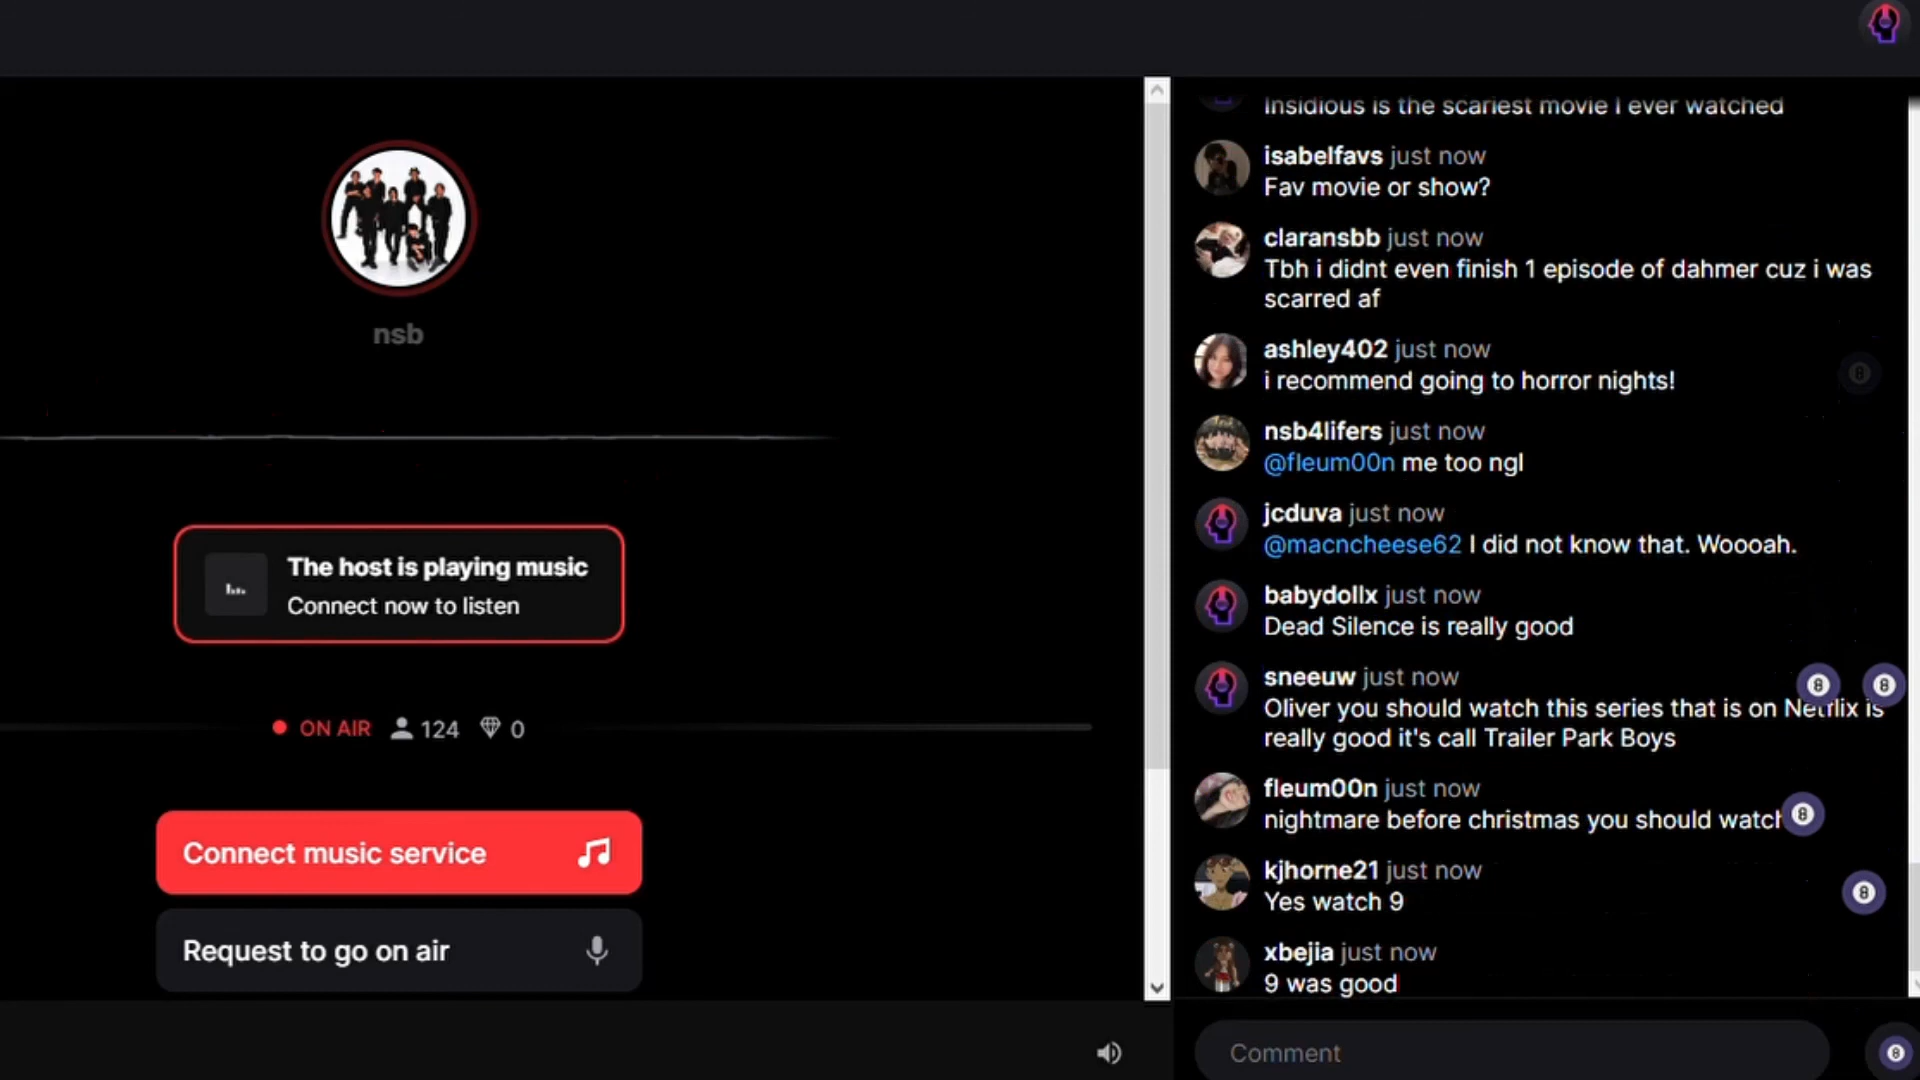 nsb
The host is playing music
Connect now to listen
ON AIR 124 0
Connect music service
Request to go on air
Insidious is the scariest movie I ever watched
isabelfavs just now
Fav movie or show?
claransbb just now
Tbh i didnt even finish 1 episode of dahmer cuz i was
scarred af
ashley402 just now
i recommend going to horror nights!
nsb4lifers just now
@fleum00n me too ngl
jcduva just now
@macncheese62 I did not know that. Woooah.
babydollx just now
Dead Silence is really good
sneeuw just now
Oliver you should watch this series that is on Netflix is
really good it's call Trailer Park Boys
fleum00n just now
nightmare before christmas you should watch
kjhorne21 just now
Yes watch 9
xbejia just now
9 was good
Comment